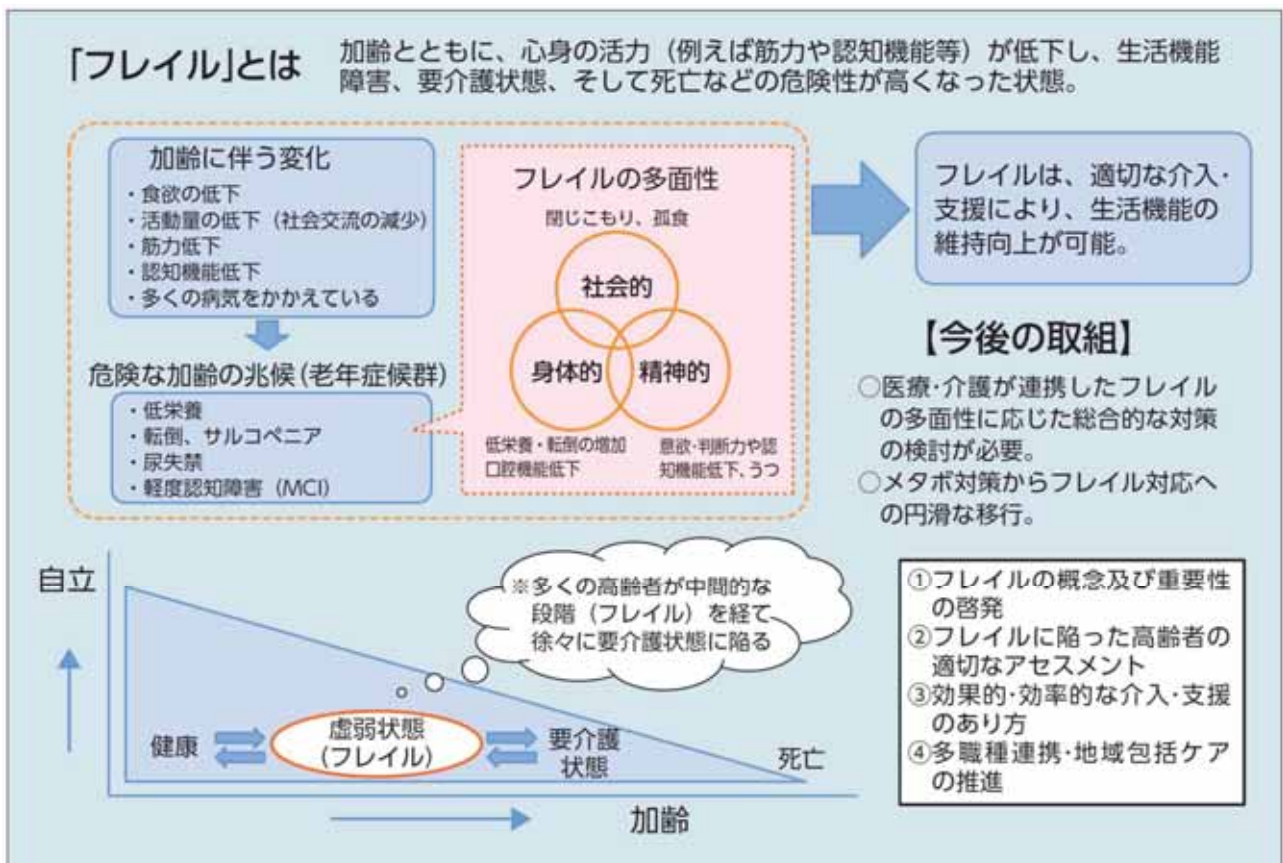 「フレイル」とは
加齢とともに、心身の活力（例えば筋力や認知機能等）が低下し、生活機能
障害、要介護状態、そして死亡などの危険性が高くなった状態。
加齢に伴う変化
・食欲の低下
・活動量の低下（社会交流の減少）
・筋力低下
・認知機能低下
・多くの病気をかかえている
危険な加齢の兆候（老年症候群）
・低栄養
・転倒、サルコペニア
・尿失禁
・軽度認知障害（MCI）
フレイルの多面性
閉じこもり、孤食
社会的
身体的
精神的
低栄養・転倒の増加
口腔機能低下
意欲・判断力や認
知機能低下、うつ
フレイルは、適切な介入・
支援により、生活機能の
維持向上が可能。
【今後の取組】
○医療・介護が連携したフレイル
の多面性に応じた総合的な対策
の検討が必要。
○メタボ対策からフレイル対応へ
の円滑な移行。
①フレイルの概念及び重要性
の啓発
②フレイルに陥った高齢者の
適切なアセスメント
③効果的・効率的な介入・支援
のあり方
④多職種連携・地域包括ケア
の推進
自立
※多くの高齢者が中間的な
段階（フレイル）を経て
徐々に要介護状態に陥る
健康
虚弱状態
（フレイル）
要介護
状態
死亡
加齢